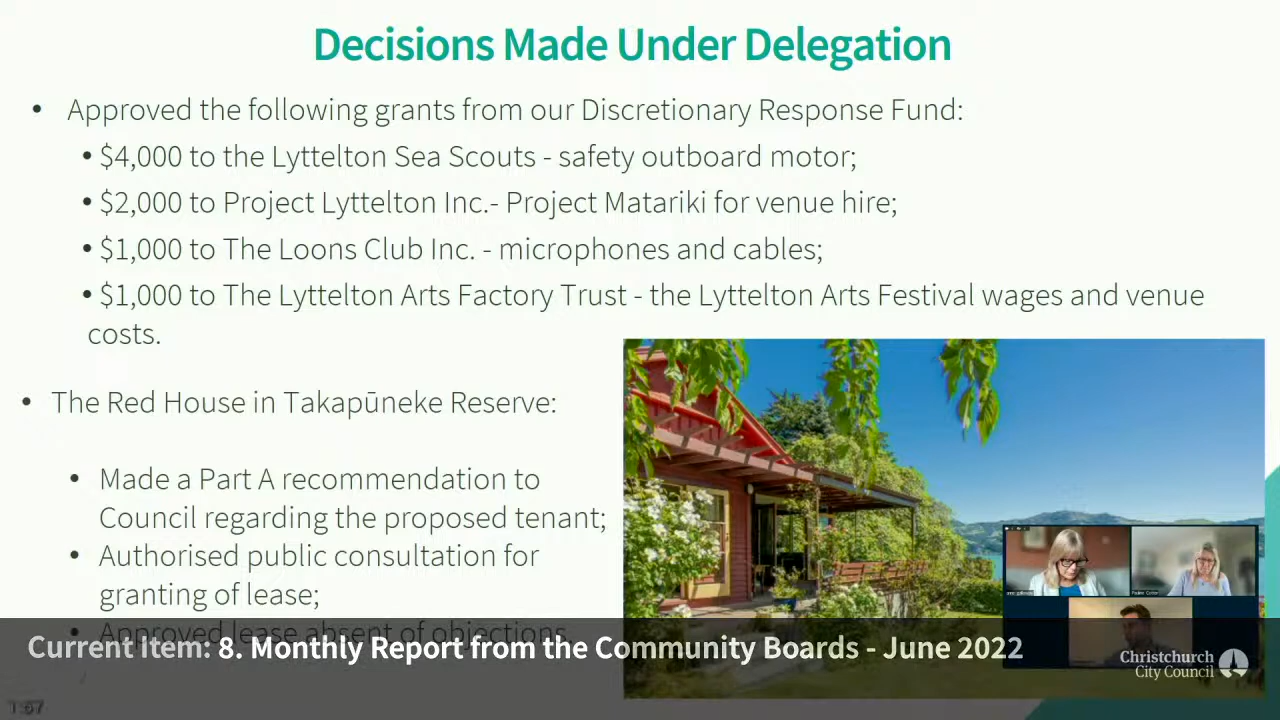 Decisions Made Under Delegation
• Approved the following grants from our Discretionary Response Fund:
• $4,000 to the Lyttelton Sea Scouts - safety outboard motor;
• $2,000 to Project Lyttelton Inc.- Project Matariki for venue hire;
• $1,000 to The Loons Club Inc. - microphones and cables;
• $1,000 to The Lyttelton Arts Factory Trust - the Lyttelton Arts Festival wages and venue
costs.
• The Red House in Takapūneke Reserve:
• Made a Part A recommendation to
Council regarding the proposed tenant;
• Authorised public consultation for
granting of lease;
• Approved lease absent of objections.
Current Item: 8. Monthly Report from the Community Boards - June 2022
Christchurch
City Council